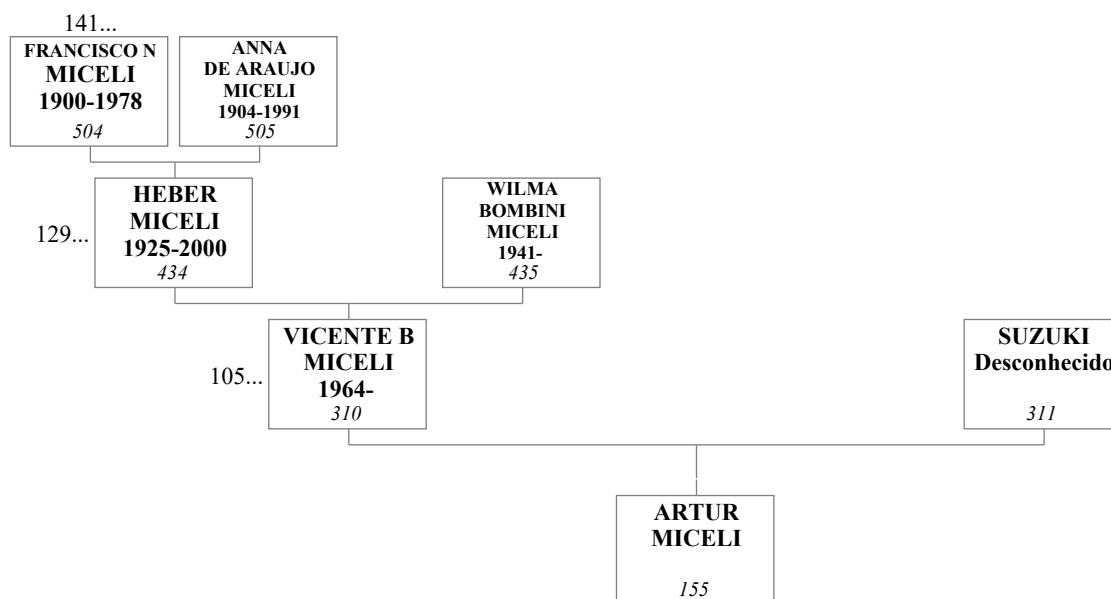 141...
FRANCISCO N
MICELI
1900-1978
504
ANNA
DE ARAUJO
MICELI
1904-1991
505
129...
HEBER
MICELI
1925-2000
434
WILMA
BOMBINI
MICELI
1941-
435
105...
VICENTE B
MICELI
1964-
310
SUZUKI
Desconhecido
311
ARTUR
MICELI
155